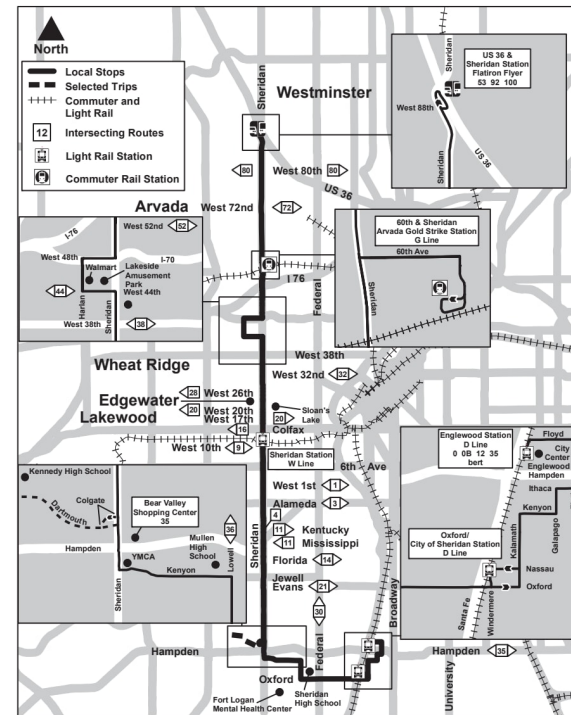 North
Local Stops
Selected Trips
Commuter and
Light Rail
12 Intersecting Routes
Light Rail Station
Commuter Rail Station
Sheridan
Westminster
80 West 80th 80
US 36
West 72nd 72
Sheridan
US 36 &
Sheridan Station
Flatiron Flyer
53 92 100
West 88th
Sheridan
US 36
Arvada
West 52nd 52
I-76
West 48th
I-70
Walmart
Lakeside
Amusement
Park
West 44th
44
Harlan
Sheridan
West 38th 38
I 76
Federal
60th & Sheridan
Arvada Gold Strike Station
G Line
60th Ave
Sheridan
West 38th
Wheat Ridge
West 32nd 32
28 West 26th
Edgewater
20 West 20th
Lakewood
West 17th
Sloan's
Lake
20
16 Colfax
West 10th 9
Sheridan Station
W Line
6th Ave
West 1st 1
Alameda 3
4
11 Kentucky
11 Mississippi
Florida 14
Jewell
Evans 21
30
Sheridan
Broadway
Kennedy High School
Colgate
Dartmouth
Bear Valley
Shopping Center
35
36
Hampden
Mullen
High
School
Lowell
YMCA
Kenyon
Sheridan
Englewood Station
D Line
0 0B 12 35
bert
Floyd
City
Center
Englewood
Hampden
Ithaca
Kenyon
Kalamath
Galapago
Oxford/
City of Sheridan Station
D Line
Nassau
Oxford
Santa Fe
Windermere
Hampden
Federal
Hampden 35
Oxford
Sheridan
High School
Fort Logan
Mental Health Center
University